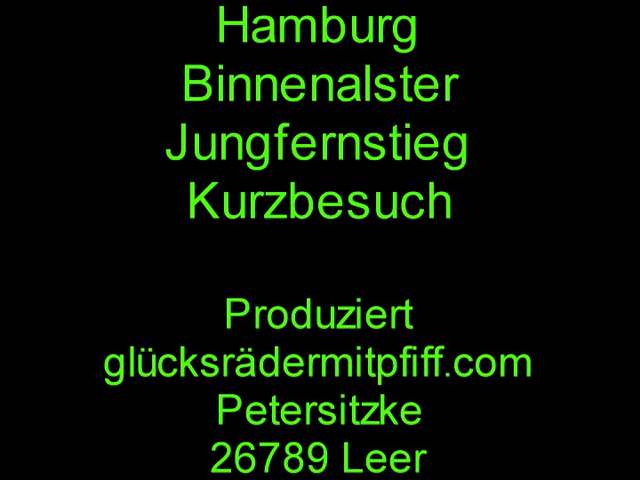 Hamburg
Binnenalster
Jungfernstieg
Kurzbesuch
Produziert
glücksrädermitpfiff.com
Petersitzke
26789 Leer